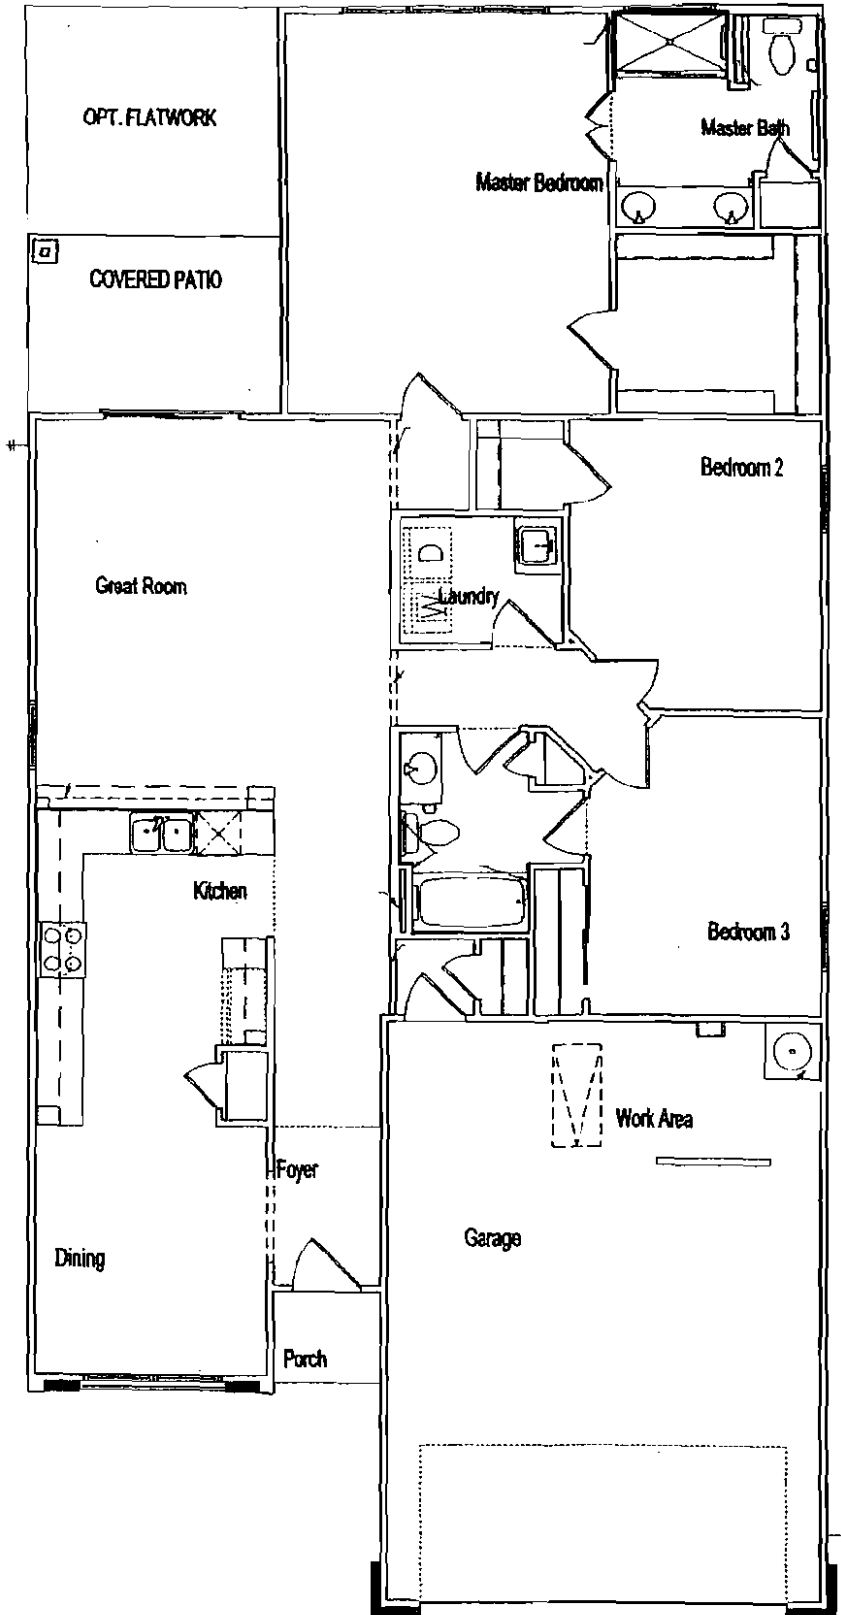 OPT. FLATWORK
Master Bath
Master Bedroom
COVERED PATIO
Bedroom 2
Great Room
D
Laundry
W
Kitchen
Bedroom 3
Work Area
Foyer
Garage
Dining
Porch